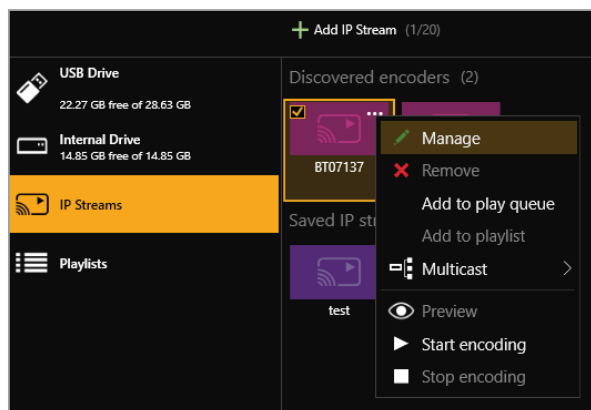 Add IP Stream (1/20)
USB Drive
22.27 GB free of 28.63 GB
Internal Drive
14.85 GB free of 14.85 GB
IP Streams
Playlists
Discovered encoders (2)
BT07137
Saved IP str
test
Manage
Remove
Add to play queue
Add to playlist
Multicast
Preview
Start encoding
Stop encoding